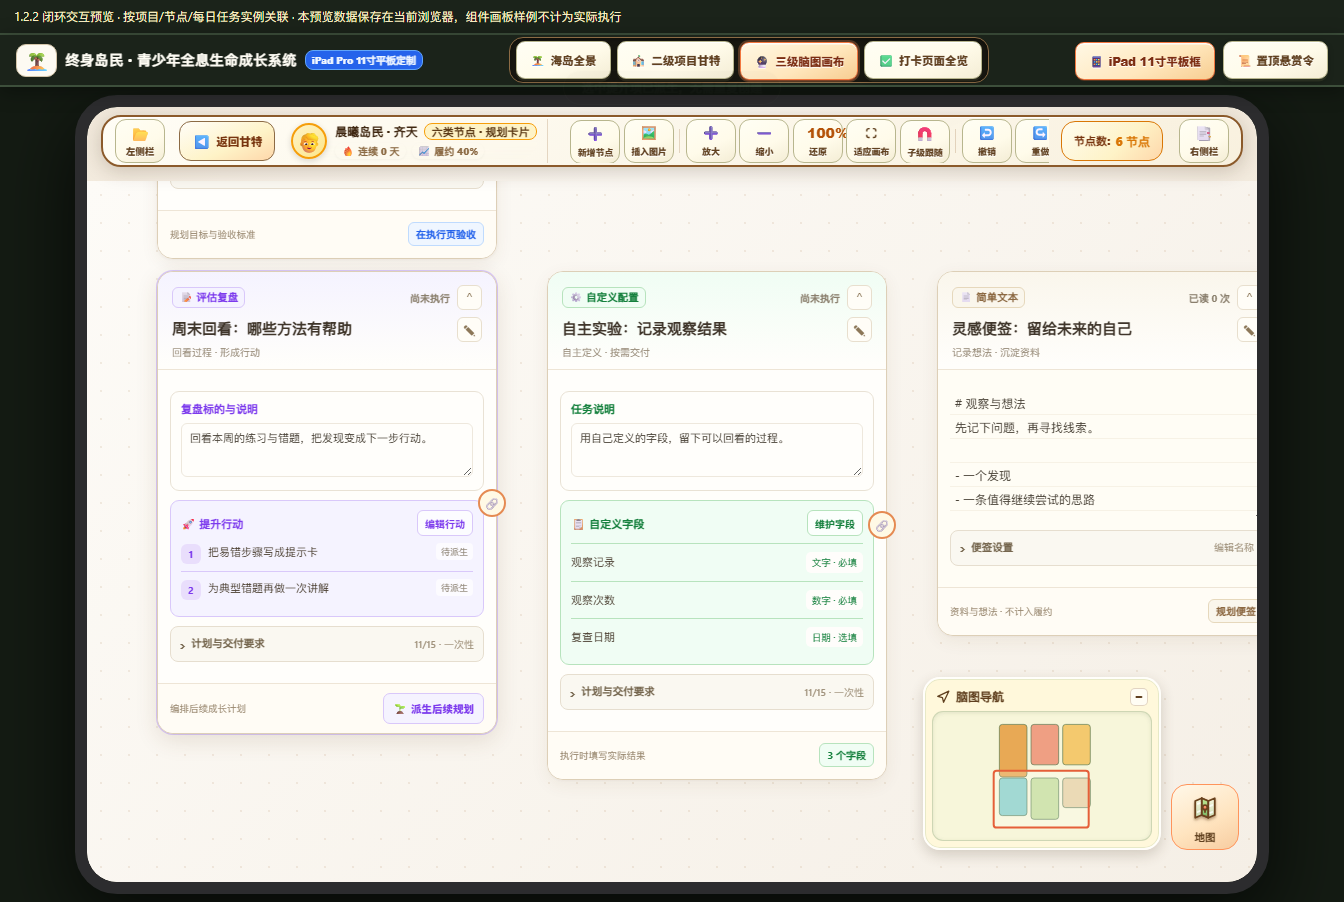 1.2.2 闭环交互预览 · 按项目/节点/每日任务实例关联 · 本预览数据保存在当前浏览器，组件画板样例不计为实际执行
终身岛民 · 青少年全息生命成长系统
iPad Pro 11寸平板定制
海岛全景
二级项目甘特
三级脑图画布
打卡页面全览
iPad 11寸平板框
置顶悬赏令
左侧栏
返回甘特
晨曦岛民 · 齐天
六类节点 · 规划卡片
连续 0 天
履约 40%
新增节点
插入图片
放大
缩小
100%
还原
适应画布
子级跟随
撤销
重做
节点数: 6 节点
右侧栏
规划目标与验收标准
在执行页验收
评估复盘
尚未执行
^
周末回看：哪些方法有帮助
回看过程 · 形成行动
复盘标的与说明
回看本周的练习与错题，把发现变成下一步行动。
提升行动
编辑行动
1
把易错步骤写成提示卡
待派生
2
为典型错题再做一次讲解
待派生
› 计划与交付要求
11/15 · 一次性
编排后续成长计划
派生后续规划
自定义配置
尚未执行
^
自主实验：记录观察结果
自主定义 · 按需交付
任务说明
用自己定义的字段，留下可以回看的过程。
自定义字段
维护字段
观察记录
文字 · 必填
观察次数
数字 · 必填
复查日期
日期 · 选填
› 计划与交付要求
11/15 · 一次性
执行时填写实际结果
3 个字段
简单文本
已读 0 次
^
灵感便签：留给未来的自己
记录想法 · 沉淀资料
# 观察与想法
先记下问题，再寻找线索。
- 一个发现
- 一条值得继续尝试的思路
› 便签设置
编辑名称
资料与想法 · 不计入履约
规划便签
脑图导航
−
地图